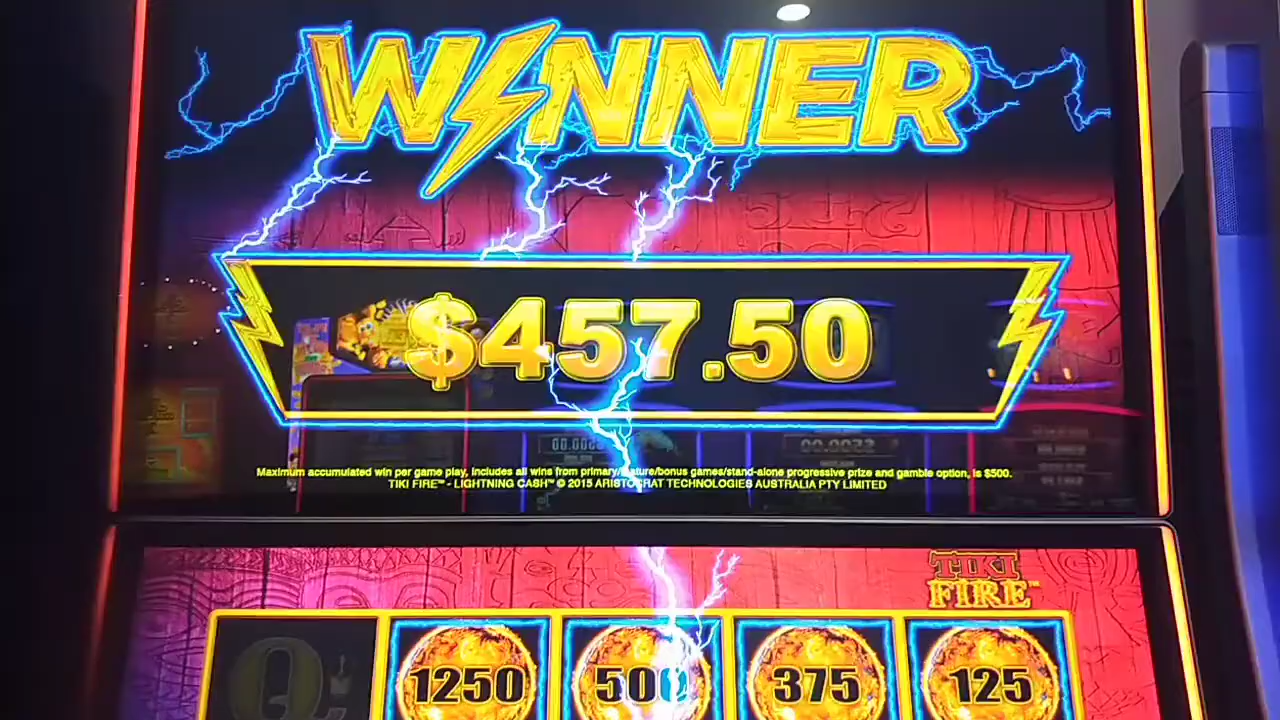 WINNER
$457.50
Maximum accumulated win per game play, includes all wins from primary/feature/bonus games/stand-alone progressive prize and gamble option, is $500.
TIKI FIRE™ - LIGHTNING CASH™ © 2015 ARISTOCRAT TECHNOLOGIES AUSTRALIA PTY LIMITED
TIKI
FIRE™
Q 1250 500 375 125